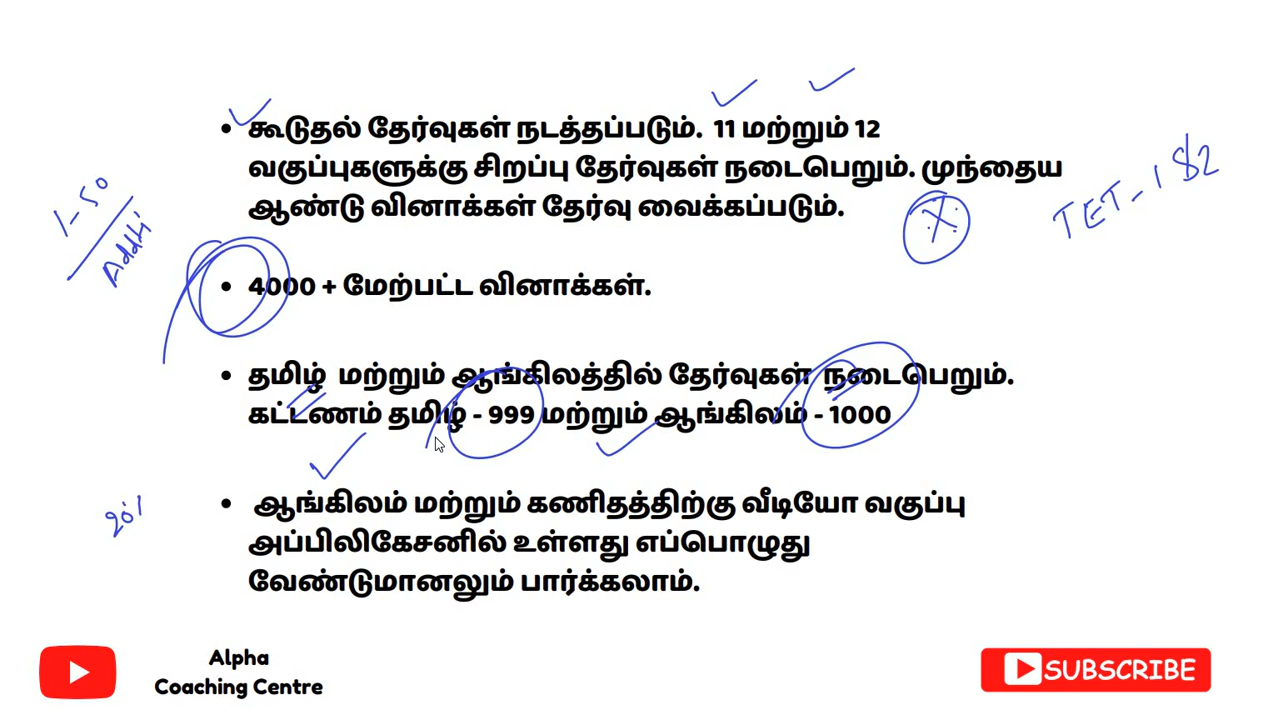 • கூடுதல் தேர்வுகள் நடத்தப்படும். 11 மற்றும் 12
வகுப்புகளுக்கு சிறப்பு தேர்வுகள் நடைபெறும். முந்தைய
ஆண்டு வினாக்கள் தேர்வு வைக்கப்படும்.
TET - 1 & 2
1-50
Addti
• 4000 + மேற்பட்ட வினாக்கள்.
• தமிழ் மற்றும் ஆங்கிலத்தில் தேர்வுகள் நடைபெறும்.
கட்டணம் தமிழ் - 999 மற்றும் ஆங்கிலம் - 1000
• ஆங்கிலம் மற்றும் கணிதத்திற்கு வீடியோ வகுப்பு
அப்பிலிகேசனில் உள்ளது எப்பொழுது
வேண்டுமானலும் பார்க்கலாம்.
Alpha
Coaching Centre
SUBSCRIBE